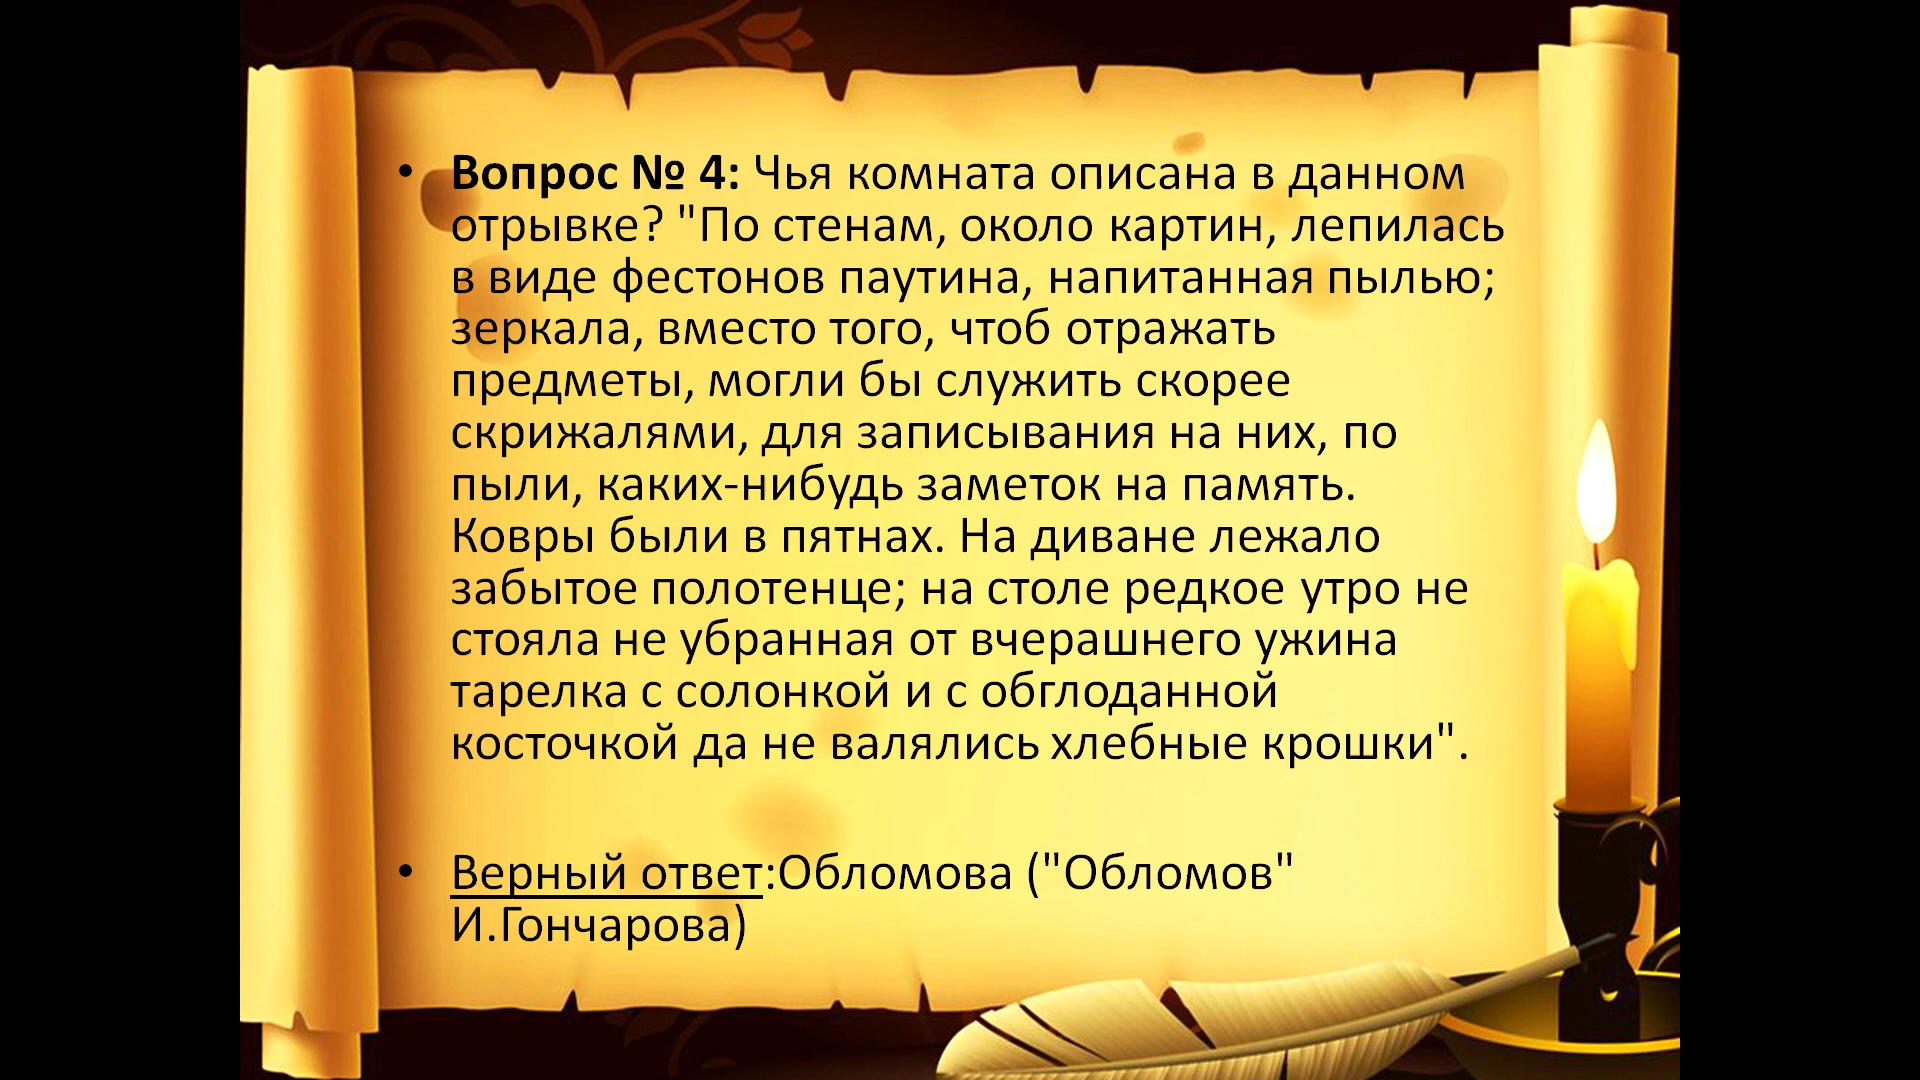 • Вопрос № 4: Чья комната описана в данном
отрывке? "По стенам, около картин, лепилась
в виде фестонов паутина, напитанная пылью;
зеркала, вместо того, чтоб отражать
предметы, могли бы служить скорее
скрижалями, для записывания на них, по
пыли, каких-нибудь заметок на память.
Ковры были в пятнах. На диване лежало
забытое полотенце; на столе редкое утро не
стояла не убранная от вчерашнего ужина
тарелка с солонкой и с обглоданной
косточкой да не валялись хлебные крошки".
• Верный ответ:Обломова ("Обломов"
И.Гончарова)